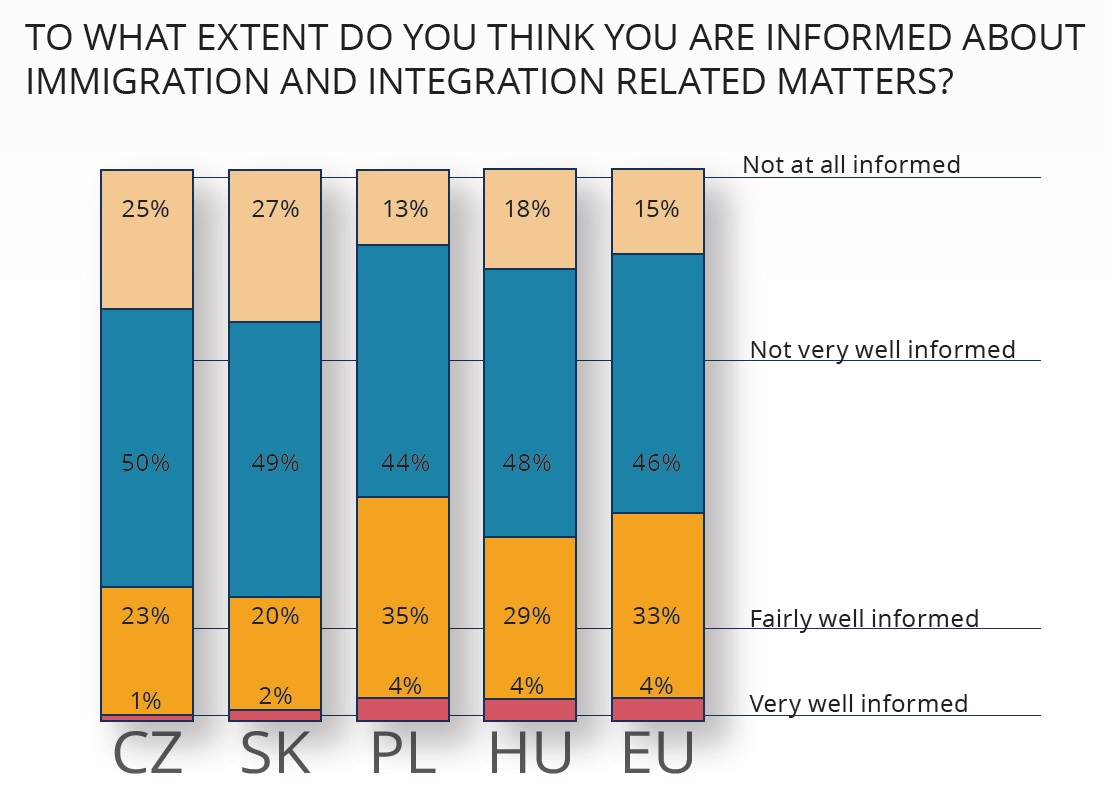 TO WHAT EXTENT DO YOU THINK YOU ARE INFORMED ABOUT
IMMIGRATION AND INTEGRATION RELATED MATTERS?
Not at all informed
25% 27% 13% 18% 15%
Not very well informed
50% 49% 44% 48% 46%
23% 20% 35% 29% 33%
Fairly well informed
1% 2% 4% 4% 4%
Very well informed
CZ SK PL HU EU